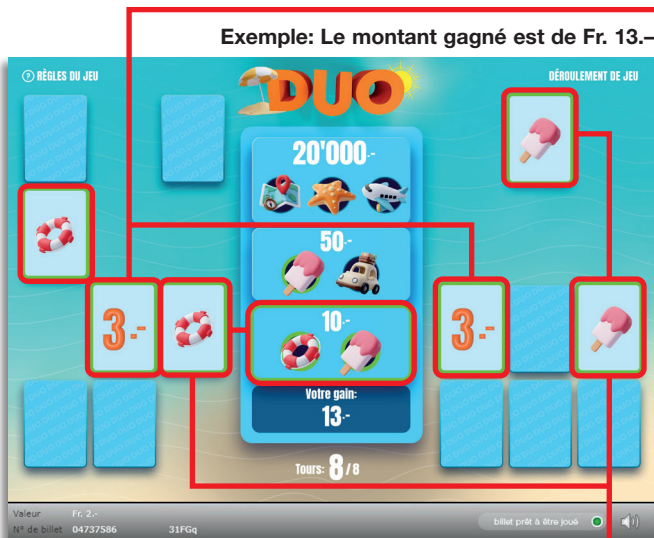 Exemple: Le montant gagné est de Fr. 13.–
? RÈGLES DU JEU
DUO
DÉROULEMENT DE JEU
20'000.-
50.-
3.-
10.-
3.-
Votre gain:
13.-
Tours: 8/8
Valeur Fr. 2.-
N° de billet 04737586 31FGq
billet prêt à être joué